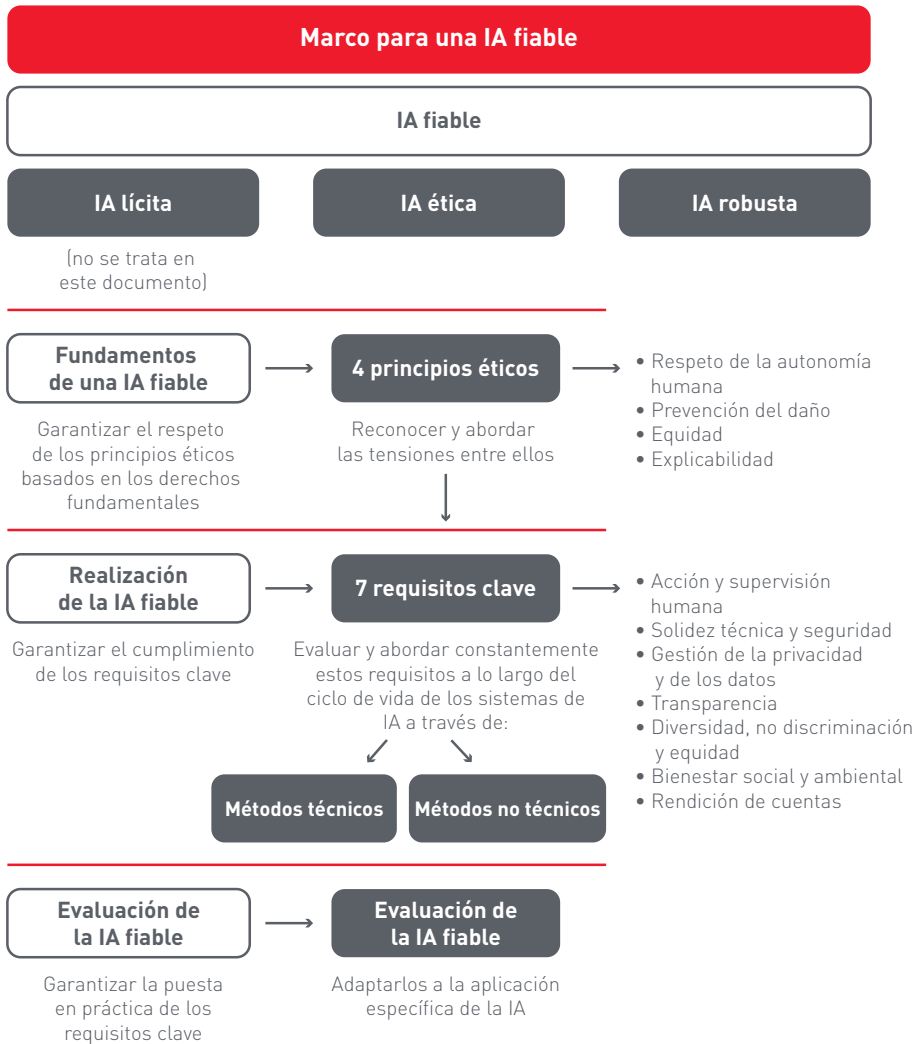 Marco para una IA fiable
IA fiable
IA lícita
IA ética
IA robusta
(no se trata en
este documento)
Fundamentos
de una IA fiable
Garantizar el respeto
de los principios éticos
basados en los derechos
fundamentales
4 principios éticos
Reconocer y abordar
las tensiones entre ellos
• Respeto de la autonomía
humana
• Prevención del daño
• Equidad
• Explicabilidad
Realización
de la IA fiable
Garantizar el cumplimiento
de los requisitos clave
7 requisitos clave
Evaluar y abordar constantemente
estos requisitos a lo largo del
ciclo de vida de los sistemas de
IA a través de:
Métodos técnicos
Métodos no técnicos
• Acción y supervisión
humana
• Solidez técnica y seguridad
• Gestión de la privacidad
y de los datos
• Transparencia
• Diversidad, no discriminación
y equidad
• Bienestar social y ambiental
• Rendición de cuentas
Evaluación de
la IA fiable
Garantizar la puesta
en práctica de los
requisitos clave
Evaluación de
la IA fiable
Adaptarlos a la aplicación
específica de la IA